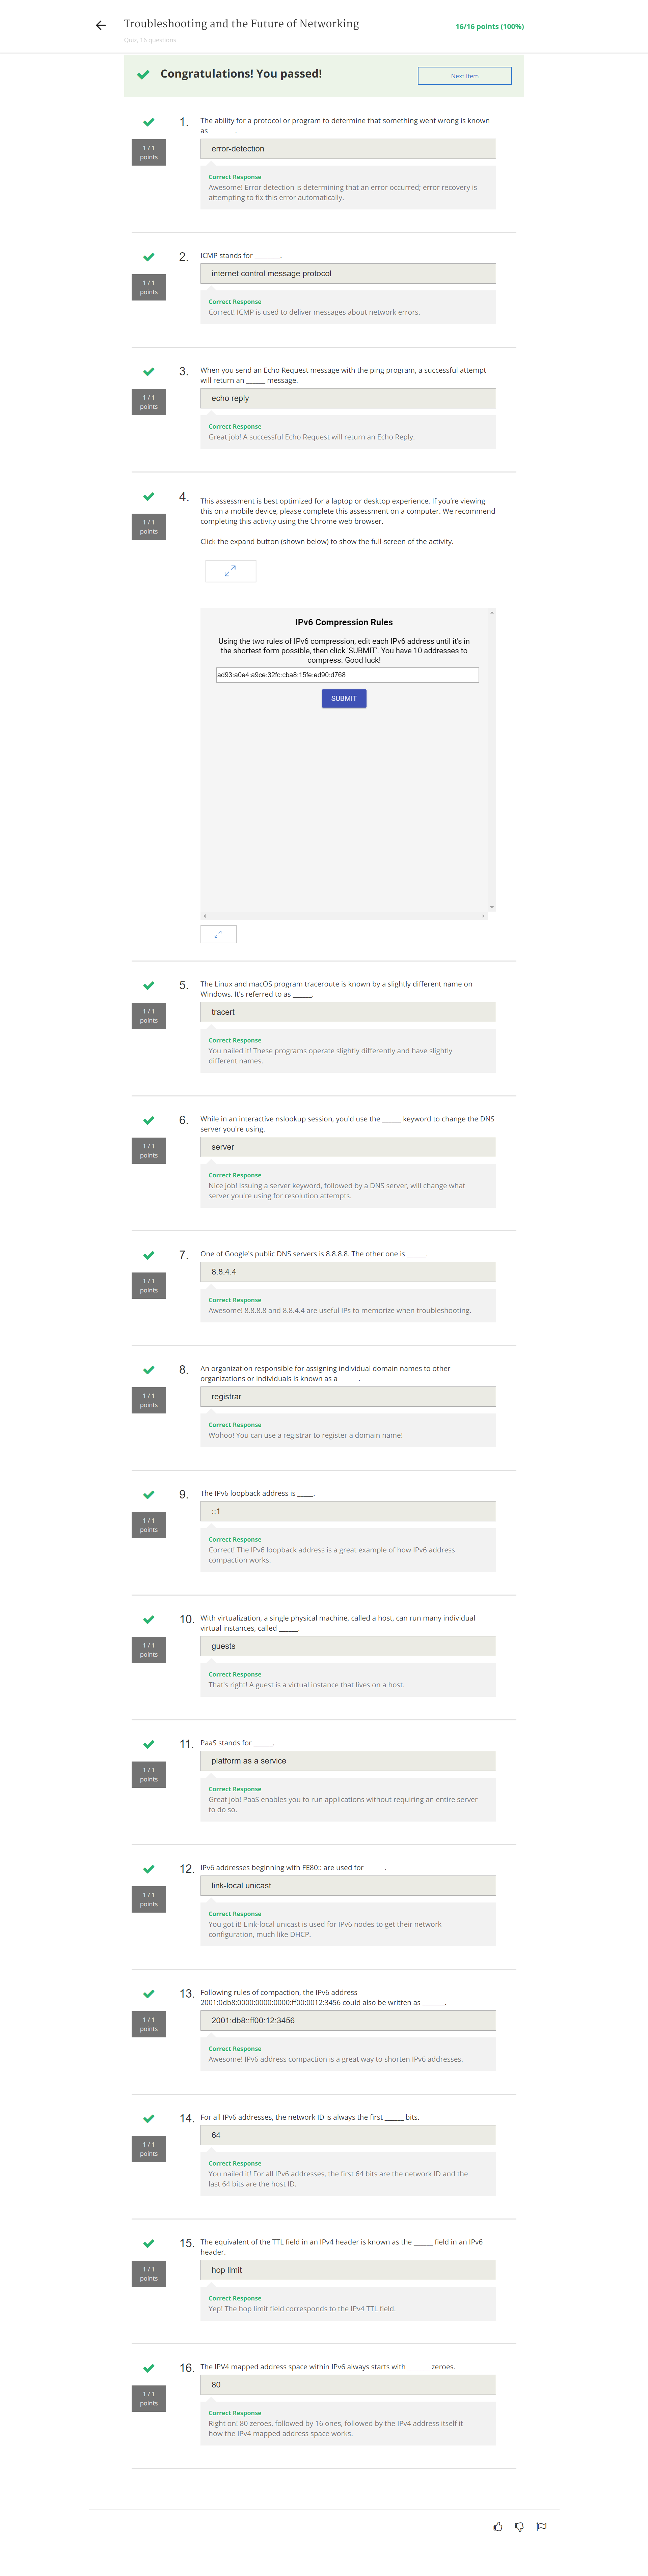 Troubleshooting and the Future of Networking
16/16 points (100%)
Quiz, 16 questions
Congratulations! You passed!
Next Item
1.
The ability for a protocol or program to determine that something went wrong is known
as _______.
1 / 1
points
error-detection
Correct Response
Awesome! Error detection is determining that an error occurred; error recovery is
attempting to fix this error automatically.
2.
ICMP stands for _______.
1 / 1
points
internet control message protocol
Correct Response
Correct! ICMP is used to deliver messages about network errors.
3.
When you send an Echo Request message with the ping program, a successful attempt
will return an _____ message.
1 / 1
points
echo reply
Correct Response
Great job! A successful Echo Request will return an Echo Reply.
4.
This assessment is best optimized for a laptop or desktop experience. If you're viewing
this on a mobile device, please complete this assessment on a computer. We recommend
completing this activity using the Chrome web browser.
1 / 1
points
Click the expand button (shown below) to show the full-screen of the activity.
IPv6 Compression Rules
Using the two rules of IPv6 compression, edit each IPv6 address until it's in
the shortest form possible, then click 'SUBMIT'. You have 10 addresses to
compress. Good luck!
ad93:a0e4:a9ce:32fc:cba8:15fe:ed90:d768
SUBMIT
5.
The Linux and macOS program traceroute is known by a slightly different name on
Windows. It's referred to as _____.
1 / 1
points
tracert
Correct Response
You nailed it! These programs operate slightly differently and have slightly
different names.
6.
While in an interactive nslookup session, you'd use the _____ keyword to change the DNS
server you're using.
1 / 1
points
server
Correct Response
Nice job! Issuing a server keyword, followed by a DNS server, will change what
server you're using for resolution attempts.
7.
One of Google's public DNS servers is 8.8.8.8. The other one is _____.
1 / 1
points
8.8.4.4
Correct Response
Awesome! 8.8.8.8 and 8.8.4.4 are useful IPs to memorize when troubleshooting.
8.
An organization responsible for assigning individual domain names to other
organizations or individuals is known as a _____.
1 / 1
points
registrar
Correct Response
Wohoo! You can use a registrar to register a domain name!
9.
The IPv6 loopback address is ____.
1 / 1
points
::1
Correct Response
Correct! The IPv6 loopback address is a great example of how IPv6 address
compaction works.
10.
With virtualization, a single physical machine, called a host, can run many individual
virtual instances, called _____.
1 / 1
points
guests
Correct Response
That's right! A guest is a virtual instance that lives on a host.
11.
PaaS stands for _____.
1 / 1
points
platform as a service
Correct Response
Great job! PaaS enables you to run applications without requiring an entire server
to do so.
12.
IPv6 addresses beginning with FE80:: are used for _____.
1 / 1
points
link-local unicast
Correct Response
You got it! Link-local unicast is used for IPv6 nodes to get their network
configuration, much like DHCP.
13.
Following rules of compaction, the IPv6 address
2001:0db8:0000:0000:0000:ff00:0012:3456 could also be written as ______.
1 / 1
points
2001:db8::ff00:12:3456
Correct Response
Awesome! IPv6 address compaction is a great way to shorten IPv6 addresses.
14.
For all IPv6 addresses, the network ID is always the first _____ bits.
1 / 1
points
64
Correct Response
You nailed it! For all IPv6 addresses, the first 64 bits are the network ID and the
last 64 bits are the host ID.
15.
The equivalent of the TTL field in an IPv4 header is known as the _____ field in an IPv6
header.
1 / 1
points
hop limit
Correct Response
Yep! The hop limit field corresponds to the IPv4 TTL field.
16.
The IPV4 mapped address space within IPv6 always starts with ______ zeroes.
1 / 1
points
80
Correct Response
Right on! 80 zeroes, followed by 16 ones, followed by the IPv4 address itself it
how the IPv4 mapped address space works.